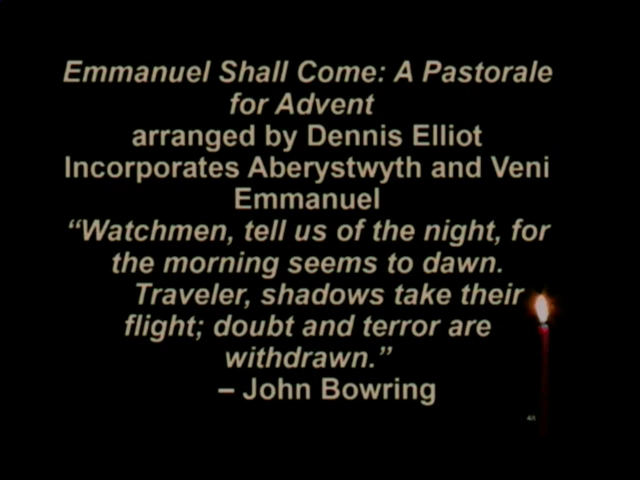 Emmanuel Shall Come: A Pastorale
for Advent
arranged by Dennis Elliot
Incorporates Aberystwyth and Veni
Emmanuel
“Watchmen, tell us of the night, for
the morning seems to dawn.
Traveler, shadows take their
flight; doubt and terror are
withdrawn.”
– John Bowring